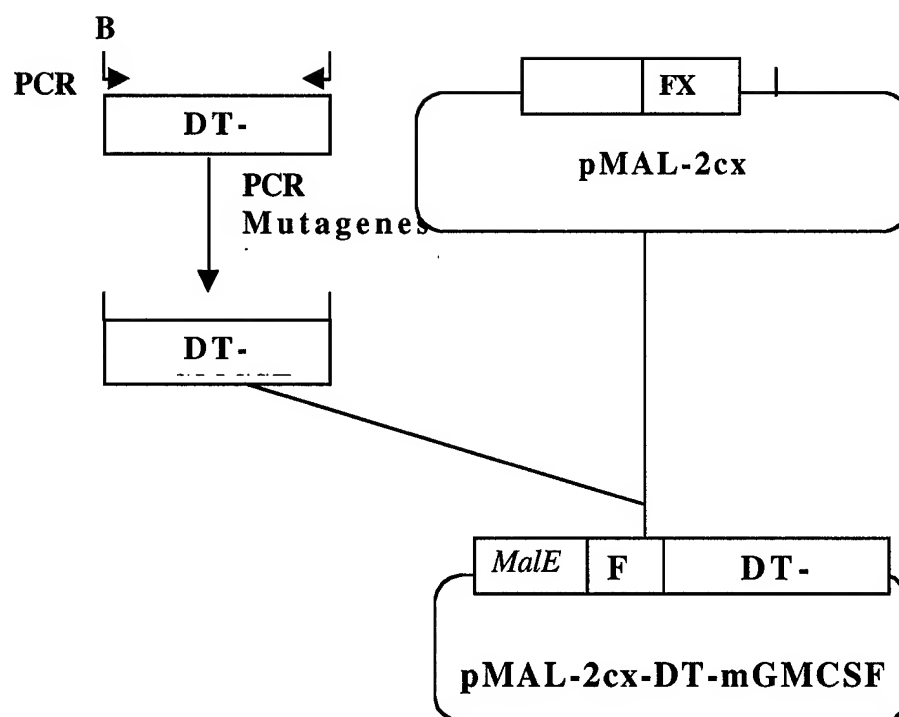 B
PCR
DT-
FX
pMAL-2cx
PCR
Mutagenes
DT-
MalE F DT-
pMAL-2cx-DT-mGMCSF